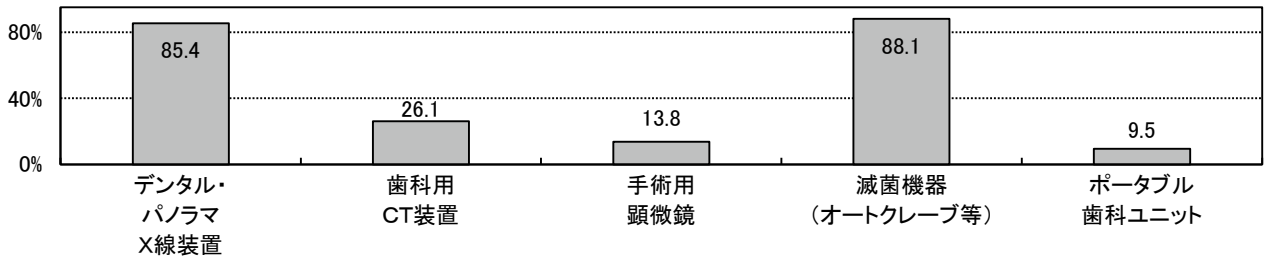 80%
40%
0%
85.4
26.1
13.8
88.1
9.5
デンタル・
パノラマ
X線装置
歯科用
CT装置
手術用
顕微鏡
滅菌機器
（オートクレーブ等）
ポータブル
歯科ユニット